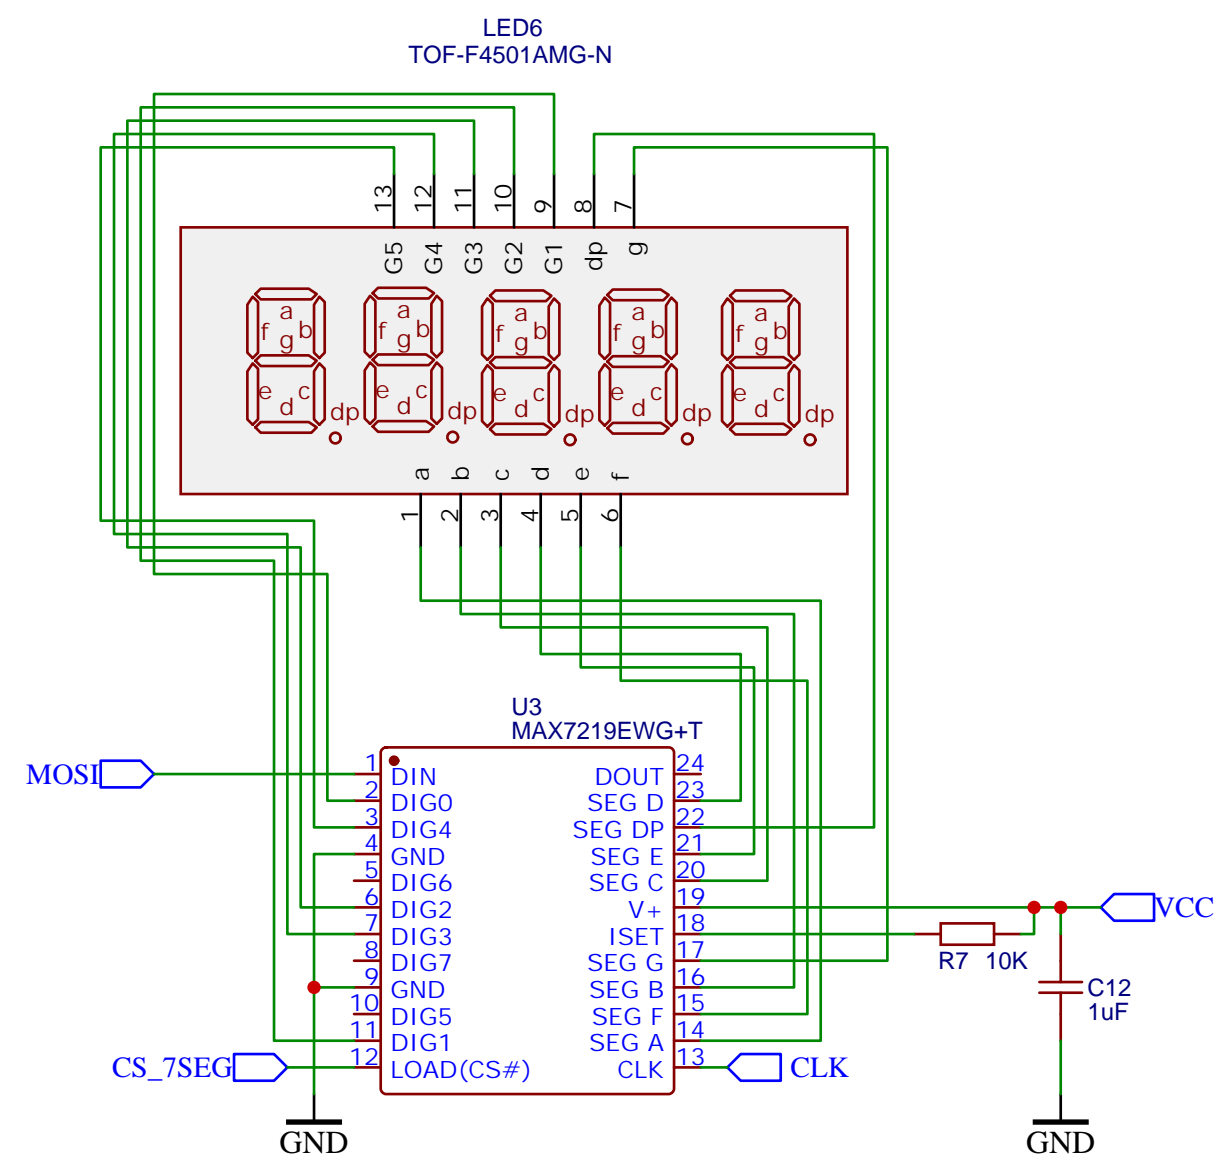 LED6
TOF-F4501AMG-N
13 12 11 10 9 8 7
G5 G4 G3 G2 G1 dp g
a f b g e c d dp
a f b g e c d dp
a f b g e c d dp
a f b g e c d dp
a f b g e c d dp
a b c d e f
1 2 3 4 5 6
U3
MAX7219EWG+T
MOSI
1 DIN
2 DIG0
3 DIG4
4 GND
5 DIG6
6 DIG2
7 DIG3
8 DIG7
9 GND
10 DIG5
11 DIG1
12 LOAD(CS#)
CS_7SEG
DOUT 24
SEG D 23
SEG DP 22
SEG E 21
SEG C 20
V+ 19
ISET 18
SEG G 17
SEG B 16
SEG F 15
SEG A 14
CLK 13
CLK
VCC
R7 10K
C12
1uF
GND
GND